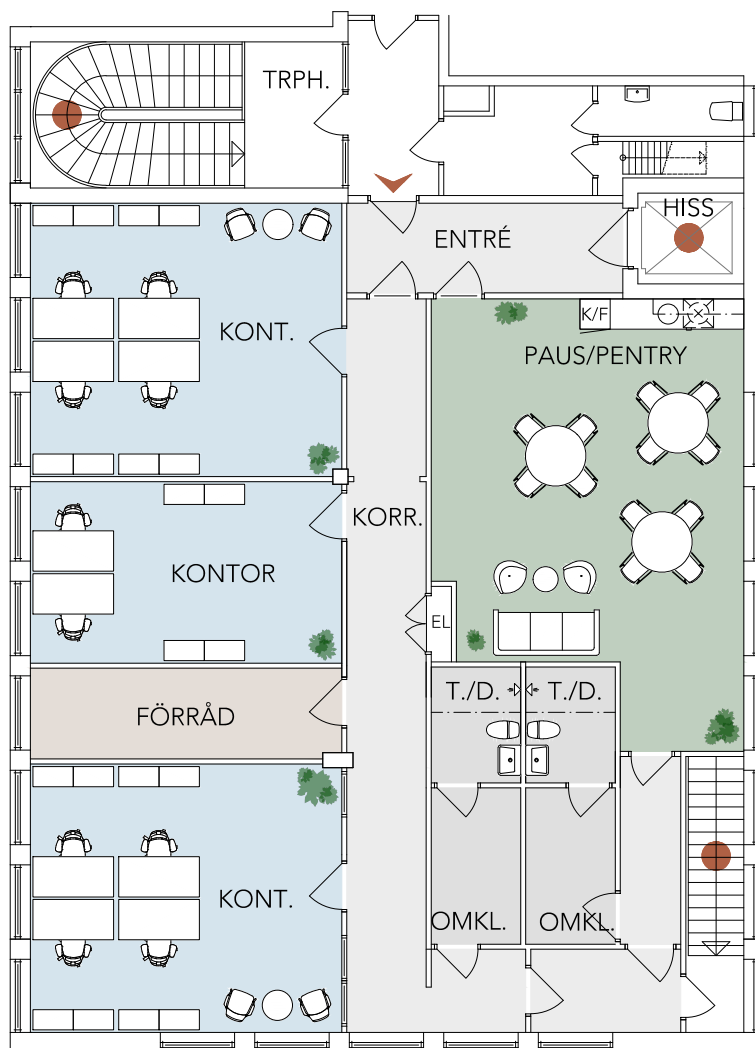 TRPH.
HISS
ENTRÉ
K/F
KONT.
PAUS/PENTRY
KORR.
KONTOR
EL
T./D.
T./D.
FÖRRÅD
KONT.
OMKL.
OMKL.